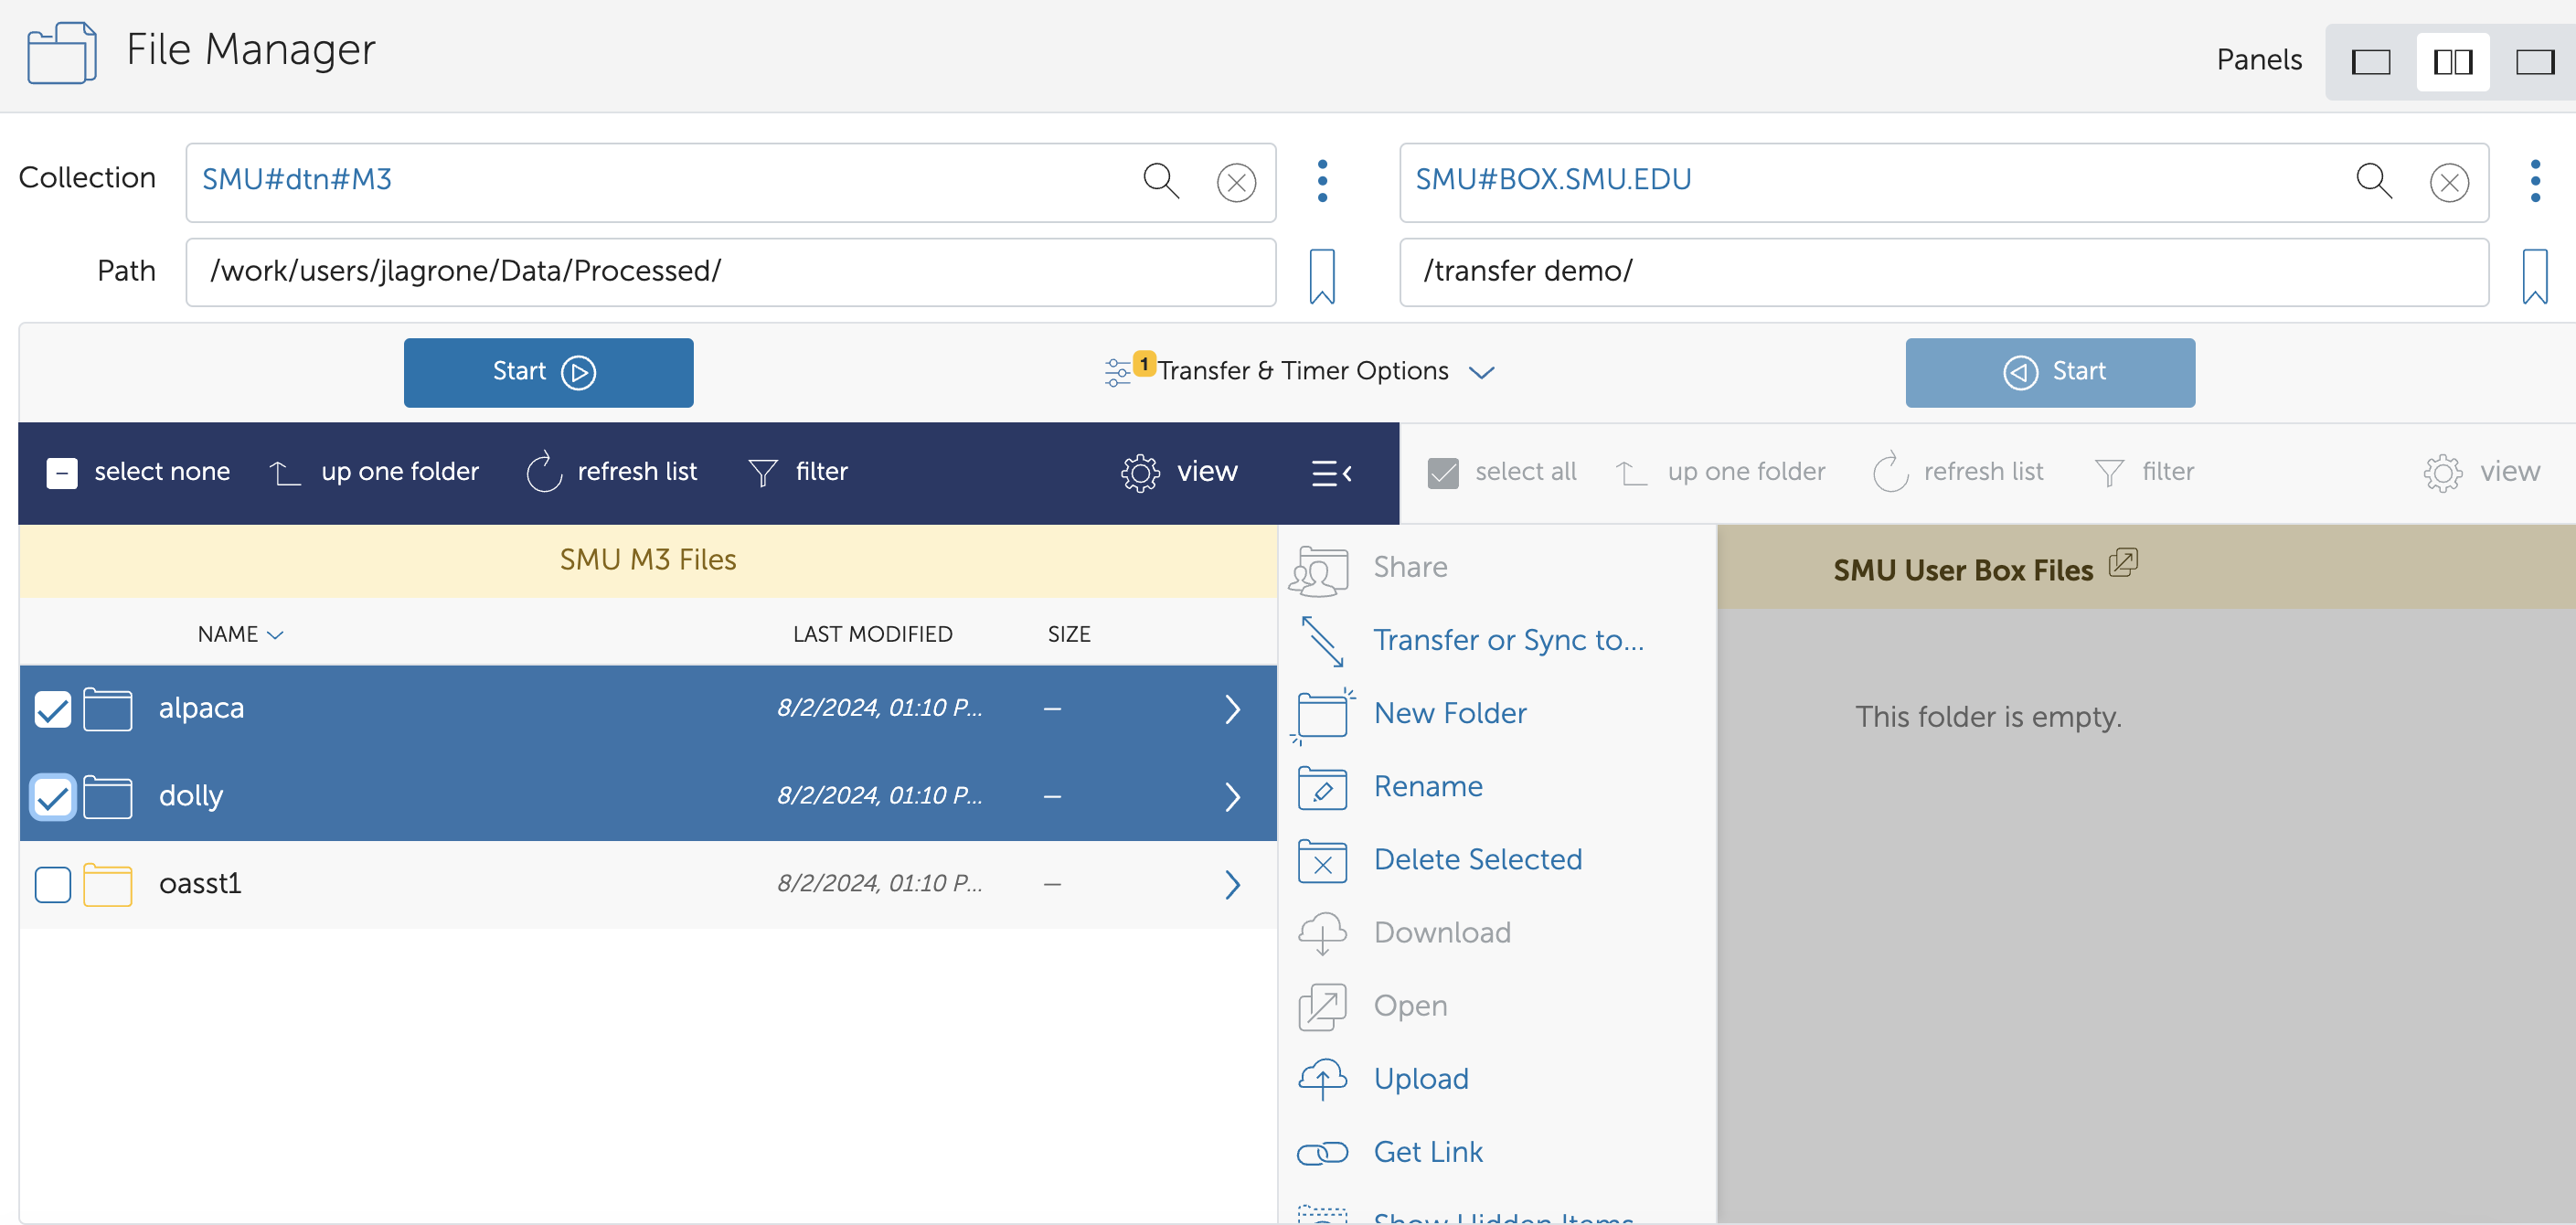 File Manager
Panels
Collection
SMU#dtn#M3
SMU#BOX.SMU.EDU
Path
/work/users/jlagrone/Data/Processed/
/transfer demo/
Start
1
Transfer & Timer Options
Start
select none
up one folder
refresh list
filter
view
select all
up one folder
refresh list
filter
view
SMU M3 Files
SMU User Box Files
NAME
LAST MODIFIED
SIZE
alpaca
8/2/2024, 01:10 P...
—
dolly
8/2/2024, 01:10 P...
—
oasst1
8/2/2024, 01:10 P...
—
Share
Transfer or Sync to...
New Folder
Rename
Delete Selected
Download
Open
Upload
Get Link
Show Hidden Items
This folder is empty.